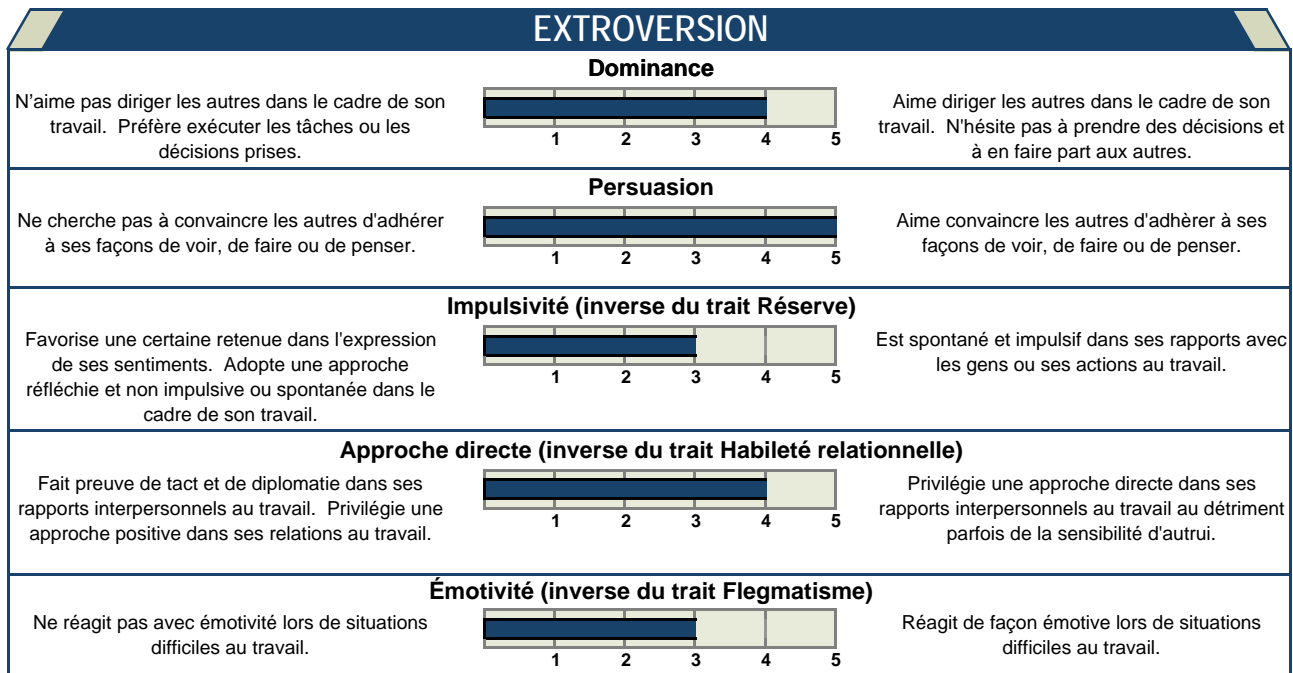 EXTROVERSION
Dominance
N'aime pas diriger les autres dans le cadre de son
travail. Préfère exécuter les tâches ou les
décisions prises.
1 2 3 4 5
Aime diriger les autres dans le cadre de son
travail. N'hésite pas à prendre des décisions et
à en faire part aux autres.
Persuasion
Ne cherche pas à convaincre les autres d'adhérer
à ses façons de voir, de faire ou de penser.
1 2 3 4 5
Aime convaincre les autres d'adhèrer à ses
façons de voir, de faire ou de penser.
Impulsivité (inverse du trait Réserve)
Favorise une certaine retenue dans l'expression
de ses sentiments. Adopte une approche
réfléchie et non impulsive ou spontanée dans le
cadre de son travail.
1 2 3 4 5
Est spontané et impulsif dans ses rapports avec
les gens ou ses actions au travail.
Approche directe (inverse du trait Habileté relationnelle)
Fait preuve de tact et de diplomatie dans ses
rapports interpersonnels au travail. Privilégie une
approche positive dans ses relations au travail.
1 2 3 4 5
Privilégie une approche directe dans ses
rapports interpersonnels au travail au détriment
parfois de la sensibilité d'autrui.
Émotivité (inverse du trait Flegmatisme)
Ne réagit pas avec émotivité lors de situations
difficiles au travail.
1 2 3 4 5
Réagit de façon émotive lors de situations
difficiles au travail.